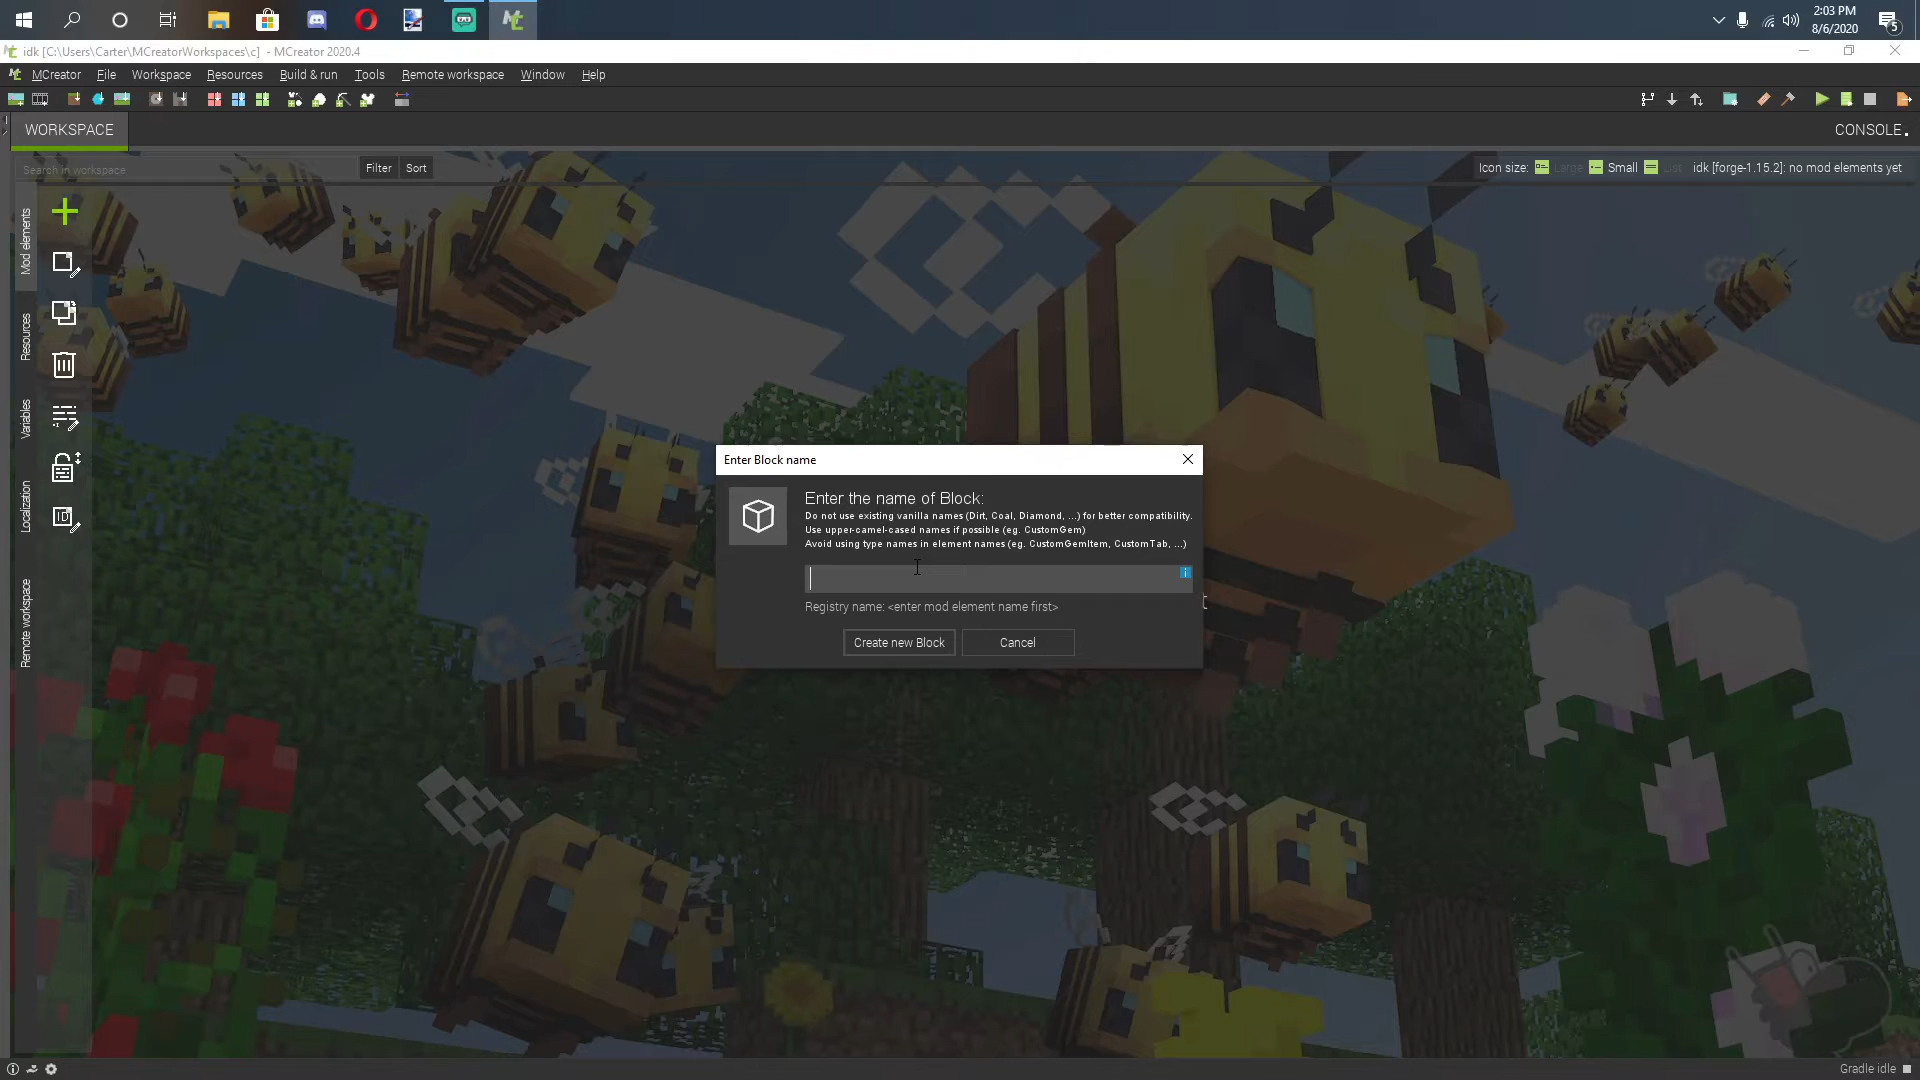 2:03 PM
8/6/2020
5
idk [C:\Users\Carter\MCreatorWorkspaces\c] - MCreator 2020.4
MCreator File Workspace Resources Build & run Tools Remote workspace Window Help
WORKSPACE
CONSOLE
Search in workspace
Filter Sort
Icon size: Large Small List idk [forge-1.15.2]: no mod elements yet
Mod elements
Resources
Variables
Localization
Remote workspace
Enter Block name
Enter the name of Block:
Do not use existing vanilla names (Dirt, Coal, Diamond, ...) for better compatibility.
Use upper-camel-cased names if possible (eg. CustomGem)
Avoid using type names in element names (eg. CustomGemItem, CustomTab, ...)
Registry name: <enter mod element name first>
Create new Block Cancel
Gradle idle